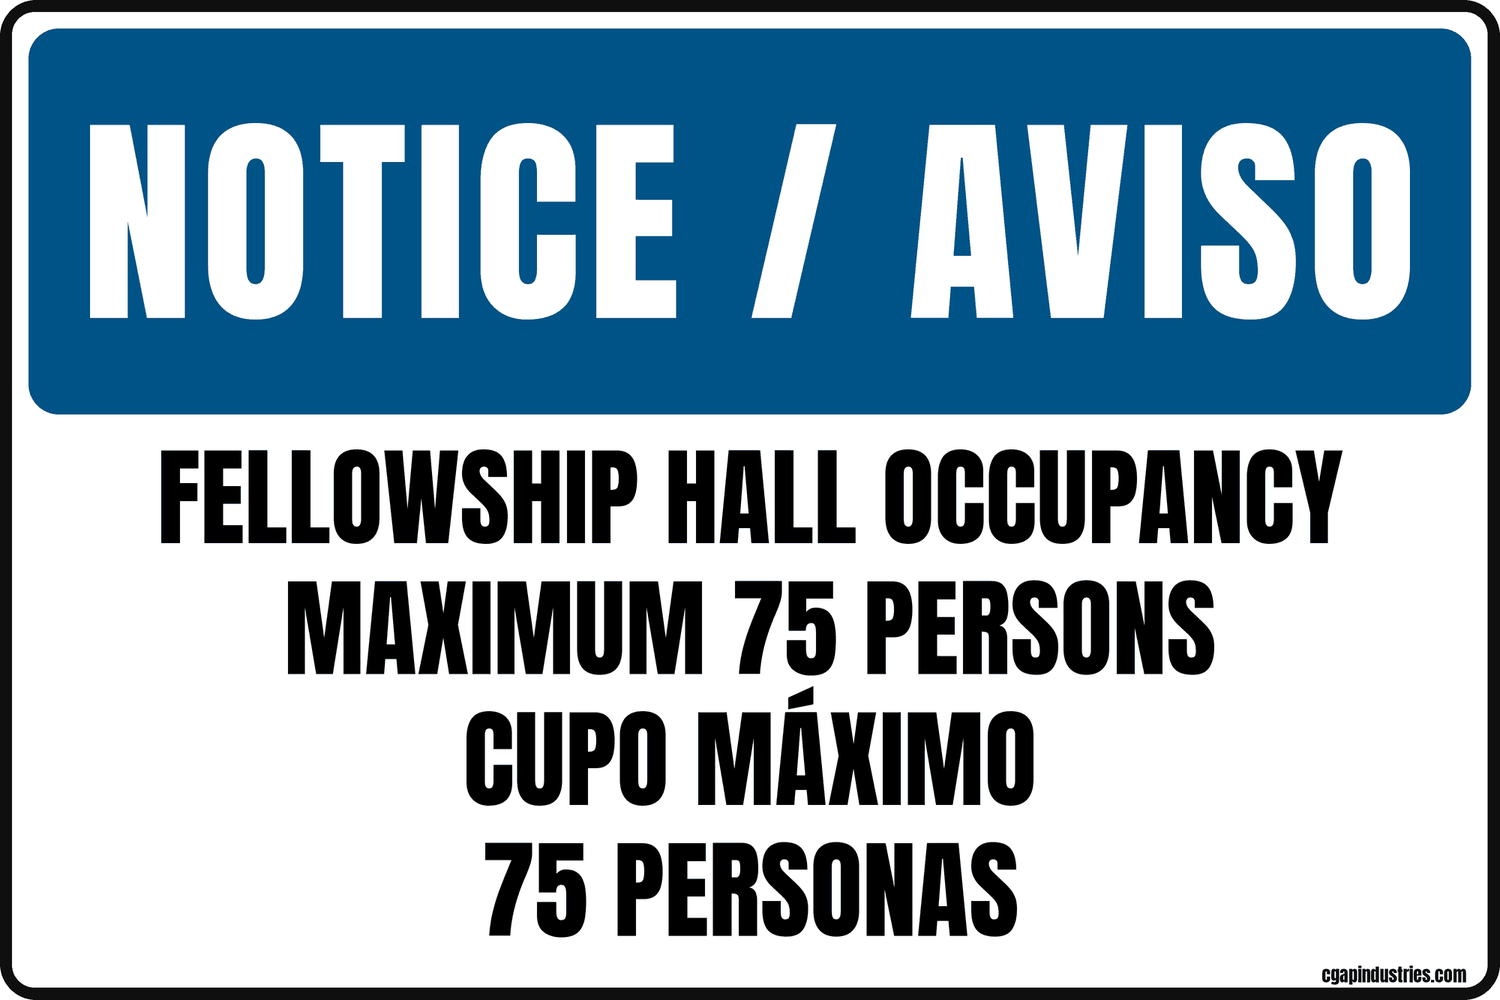 NOTICE / AVISO
FELLOWSHIP HALL OCCUPANCY
MAXIMUM 75 PERSONS
CUPO MÁXIMO
75 PERSONAS
cgapindustries.com